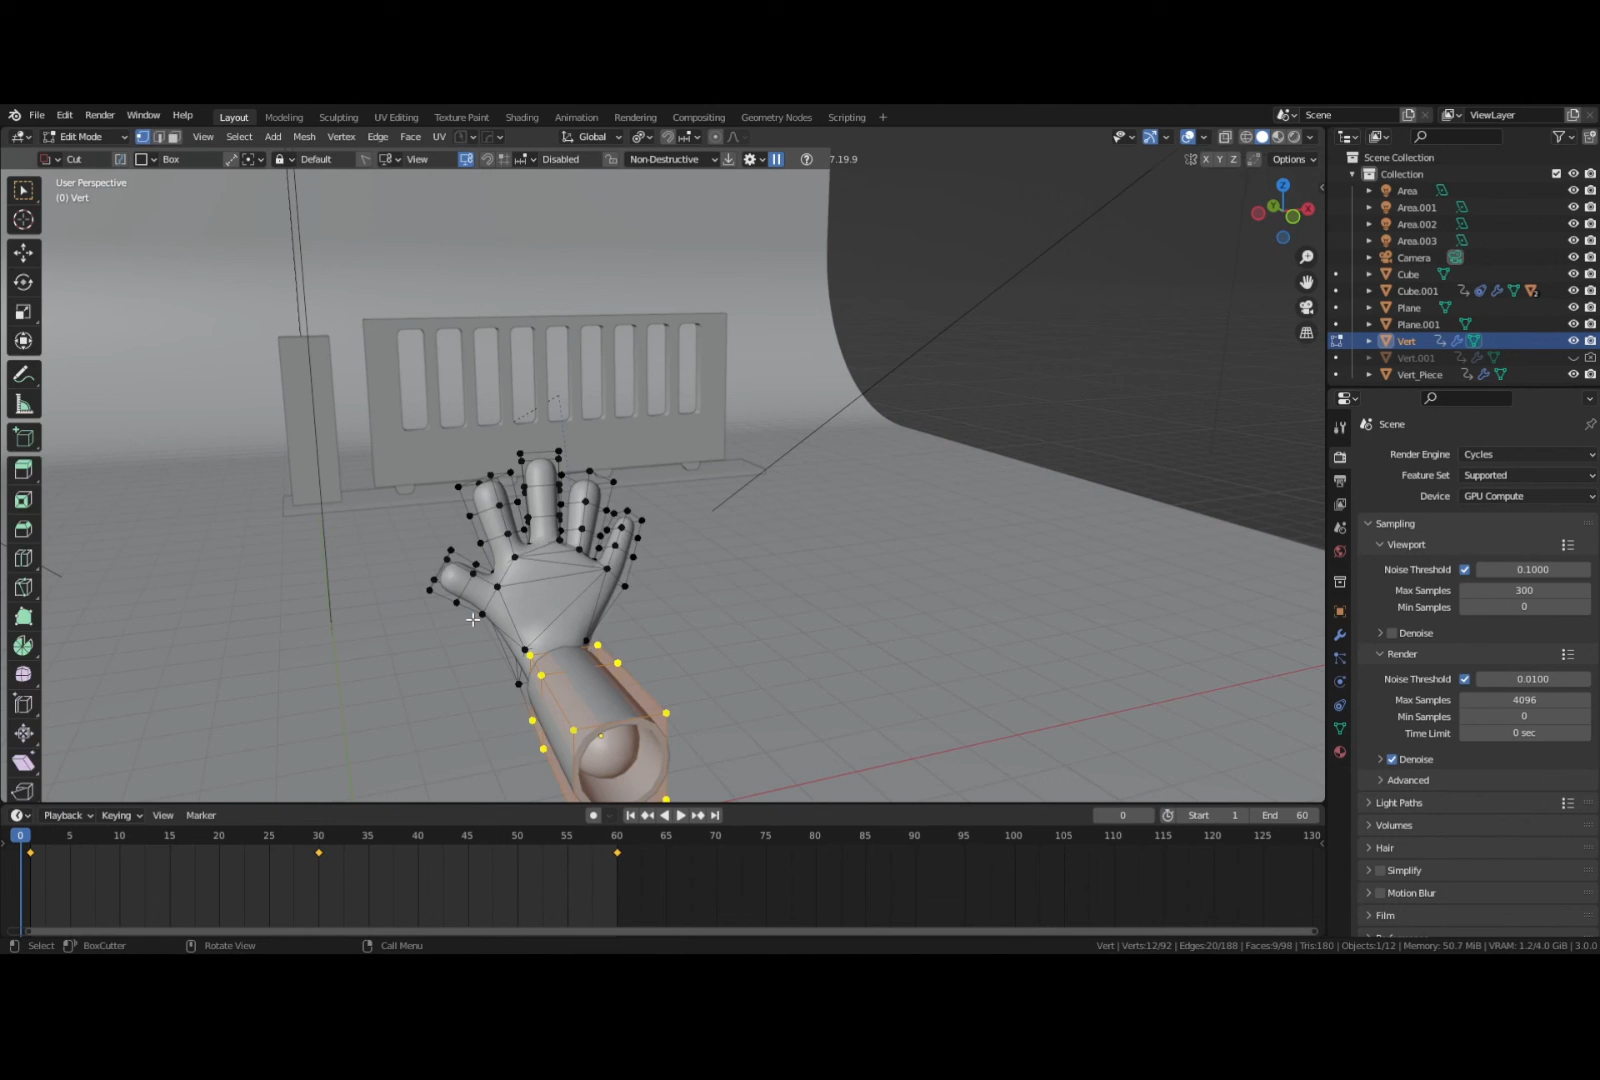 File Edit Render Window Help Layout Modeling Sculpting UV Editing Texture Paint Shading Animation Rendering Compositing Geometry Nodes Scripting + Scene ViewLayer
Edit Mode View Select Add Mesh Vertex Edge Face UV Global
Cut Box Default View Disabled Non-Destructive 7.19.9 X Y Z Options
User Perspective
(0) Vert
Z
Y
X
Scene Collection
Collection
Area
Area.001
Area.002
Area.003
Camera
Cube
Cube.001 2
Plane
Plane.001
Vert
Vert.001
Vert_Piece
Scene
Render Engine Cycles
Feature Set Supported
Device GPU Compute
Sampling
Viewport
Noise Threshold 0.1000
Max Samples 300
Min Samples 0
Denoise
Render
Noise Threshold 0.0100
Max Samples 4096
Min Samples 0
Time Limit 0 sec
Denoise
Advanced
Light Paths
Volumes
Hair
Simplify
Motion Blur
Film
Playback Keying View Marker 0 Start 1 End 60
0 5 10 15 20 25 30 35 40 45 50 55 60 65 70 75 80 85 90 95 100 105 110 115 120 125 130
Select BoxCutter Rotate View Call Menu Vert | Verts:12/92 | Edges:20/188 | Faces:9/98 | Tris:180 | Objects:1/12 | Memory: 50.7 MiB | VRAM: 1.2/4.0 GiB | 3.0.0